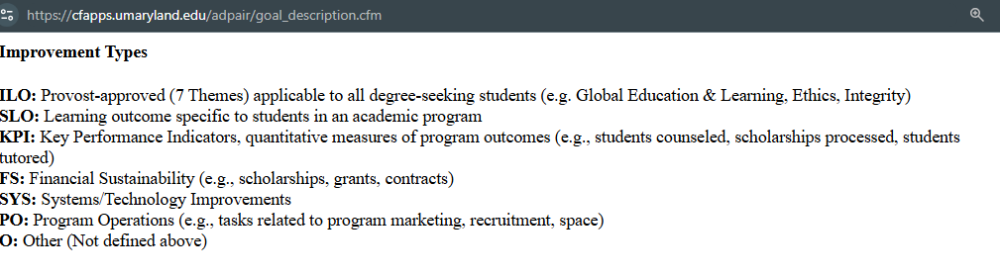 https://cfapps.umaryland.edu/adpair/goal_description.cfm
Improvement Types
ILO: Provost-approved (7 Themes) applicable to all degree-seeking students (e.g. Global Education & Learning, Ethics, Integrity)
SLO: Learning outcome specific to students in an academic program
KPI: Key Performance Indicators, quantitative measures of program outcomes (e.g., students counseled, scholarships processed, students
tutored)
FS: Financial Sustainability (e.g., scholarships, grants, contracts)
SYS: Systems/Technology Improvements
PO: Program Operations (e.g., tasks related to program marketing, recruitment, space)
O: Other (Not defined above)